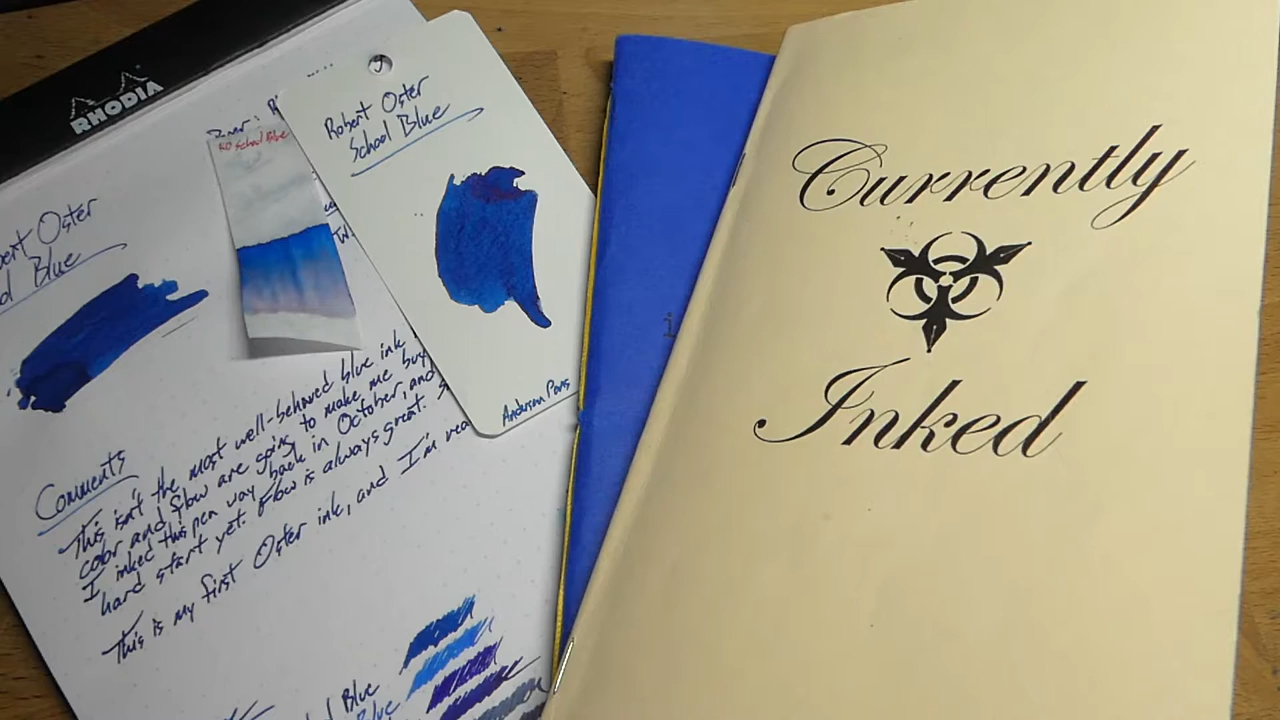 RHODIA
Oster
Blue
RO School Blue
Robert Oster
School Blue
Anderson Pens
Comments
This isn't the most well-behaved blue ink
color and flow are going to make me buy
I inked this pen way back in October, and
hard start yet. Flow is always great.
This is my first Oster ink, and I'm
Blue
Blue
i
Currently
Inked